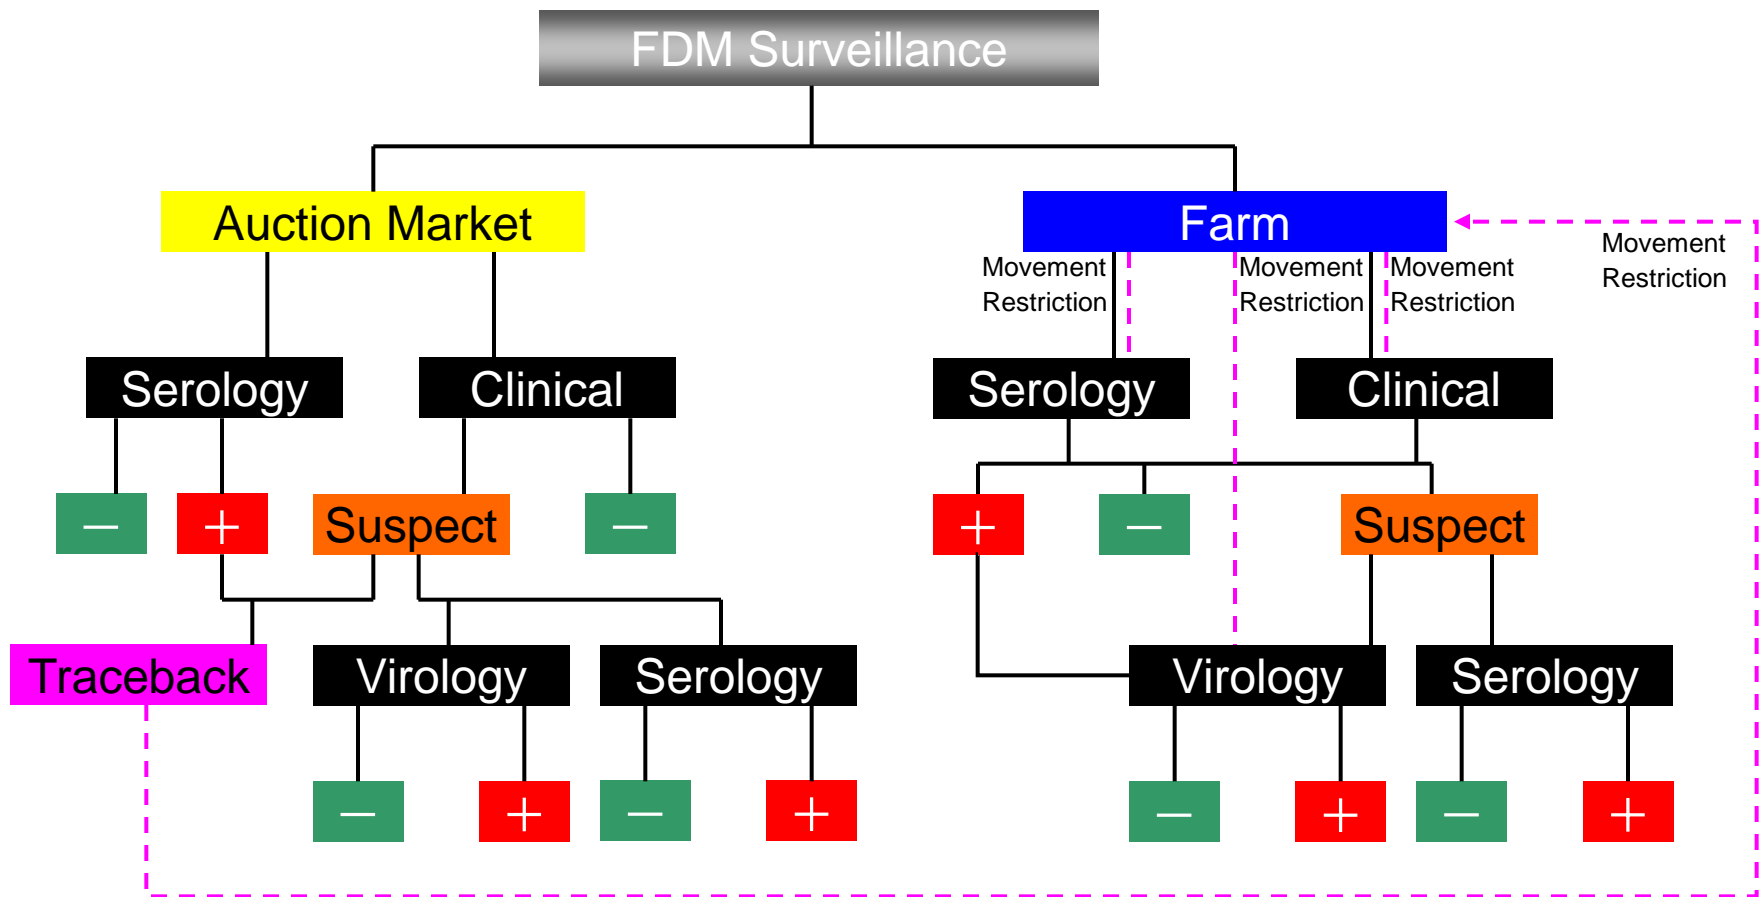 FDM Surveillance
Auction Market
Farm
Movement
Restriction
Movement
Restriction
Movement
Restriction
Movement
Restriction
Serology
Clinical
Serology
Clinical
–
+
Suspect
–
+
–
Suspect
Traceback
Virology
Serology
Virology
Serology
–
+
–
+
–
+
–
+